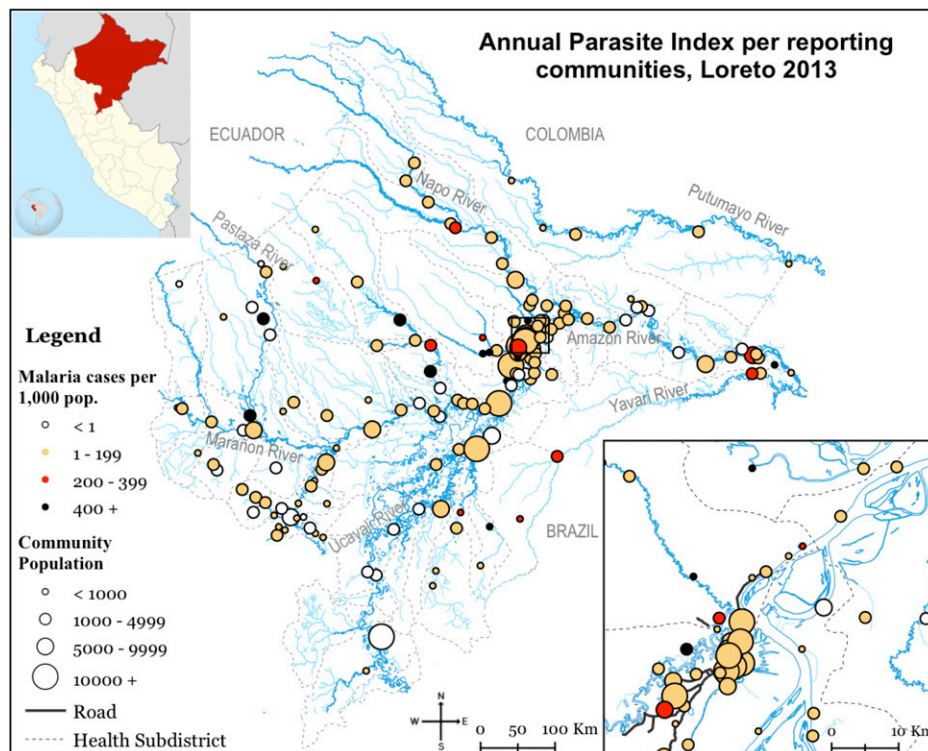 Annual Parasite Index per reporting
communities, Loreto 2013
ECUADOR
COLOMBIA
Napo River
Putumayo River
Pastaza River
Amazon River
Yavari River
Marañon River
Ucayali River
BRAZIL
Legend
Malaria cases per
1,000 pop.
< 1
1 - 199
200 - 399
400 +
Community
Population
< 1000
1000 - 4999
5000 - 9999
10000 +
Road
Health Subdistrict
N
W
E
S
0 50 100 Km
0 10 Km